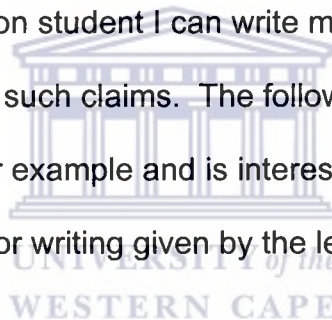 on student I can write m
such claims. The follow
r example and is interes
or writing given by the le
UNIVERSITY of the
WESTERN CAPE